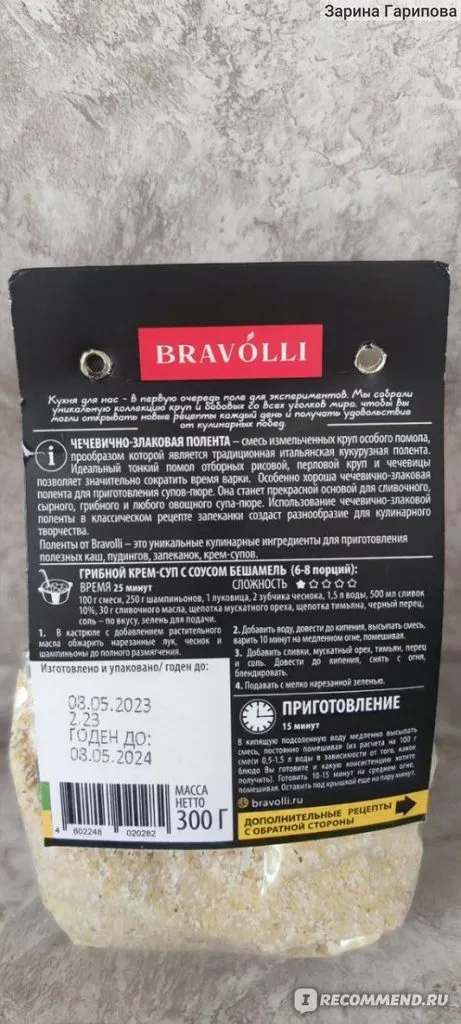 Зарина Гарипова
BRAVÓLLI
Кухня для нас - в первую очередь поле для экспериментов. Мы собрали
уникальную коллекцию круп и бобовых со всех уголков мира, чтобы вы
могли открывать новые рецепты каждый день и получать удовольствие
от кулинарных побед.
ЧЕЧЕВИЧНО-ЗЛАКОВАЯ ПОЛЕНТА – смесь измельченных круп особого помола,
прообразом которой является традиционная итальянская кукурузная полента.
Идеальный тонкий помол отборных рисовой, перловой круп и чечевицы
позволяет значительно сократить время варки. Особенно хороша чечевично-злаковая
полента для приготовления супов-пюре. Она станет прекрасной основой для сливочного,
сырного, грибного и любого овощного супа-пюре. Использование чечевично-злаковой
поленты в классическом рецепте запеканки создаст разнообразие для кулинарного
творчества.
Поленты от Bravolli – это уникальные кулинарные ингредиенты для приготовления
полезных каш, пудингов, запеканок, крем-супов.
ГРИБНОЙ КРЕМ-СУП С СОУСОМ БЕШАМЕЛЬ (6-8 порций):
ВРЕМЯ 25 минут СЛОЖНОСТЬ ★☆☆☆☆
100 г смеси, 250 г шампиньонов, 1 луковица, 2 зубчика чеснока, 1,5 л воды, 500 мл сливок
10%, 30 г сливочного масла, щепотка мускатного ореха, щепотка тимьяна, черный перец,
соль – по вкусу, зелень для подачи.
1. В кастрюле с добавлением растительного
масла обжарить нарезанные лук, чеснок и
шампиньоны до полного размягчения.
2. Добавить воду, довести до кипения, высыпать смесь,
варить 10 минут на медленном огне, помешивая.
3. Добавить сливки, мускатный орех, тимьян, перец
и соль. Довести до кипения, снять с огня,
блендировать.
4. Подавать с мелко нарезанной зеленью.
Изготовлено и упаковано/ годен до:
08.05.2023
2 23
ГОДЕН ДО:
08.05.2024
МАССА
НЕТТО
300 Г
4 602248 020282
ПРИГОТОВЛЕНИЕ
15 минут
В кипящую подсоленную воду медленно высыпать
смесь, постоянно помешивая (из расчета на 100 г
смеси 0,5-1,5 л воды в зависимости от того, какое
блюдо Вы готовите и какую консистенцию хотите
получить). Готовить 10-15 минут на среднем огне,
помешивая. Оставить под крышкой еще на пару минут.
bravolli.ru
ДОПОЛНИТЕЛЬНЫЕ РЕЦЕПТЫ
С ОБРАТНОЙ СТОРОНЫ
I RECOMMEND.RU